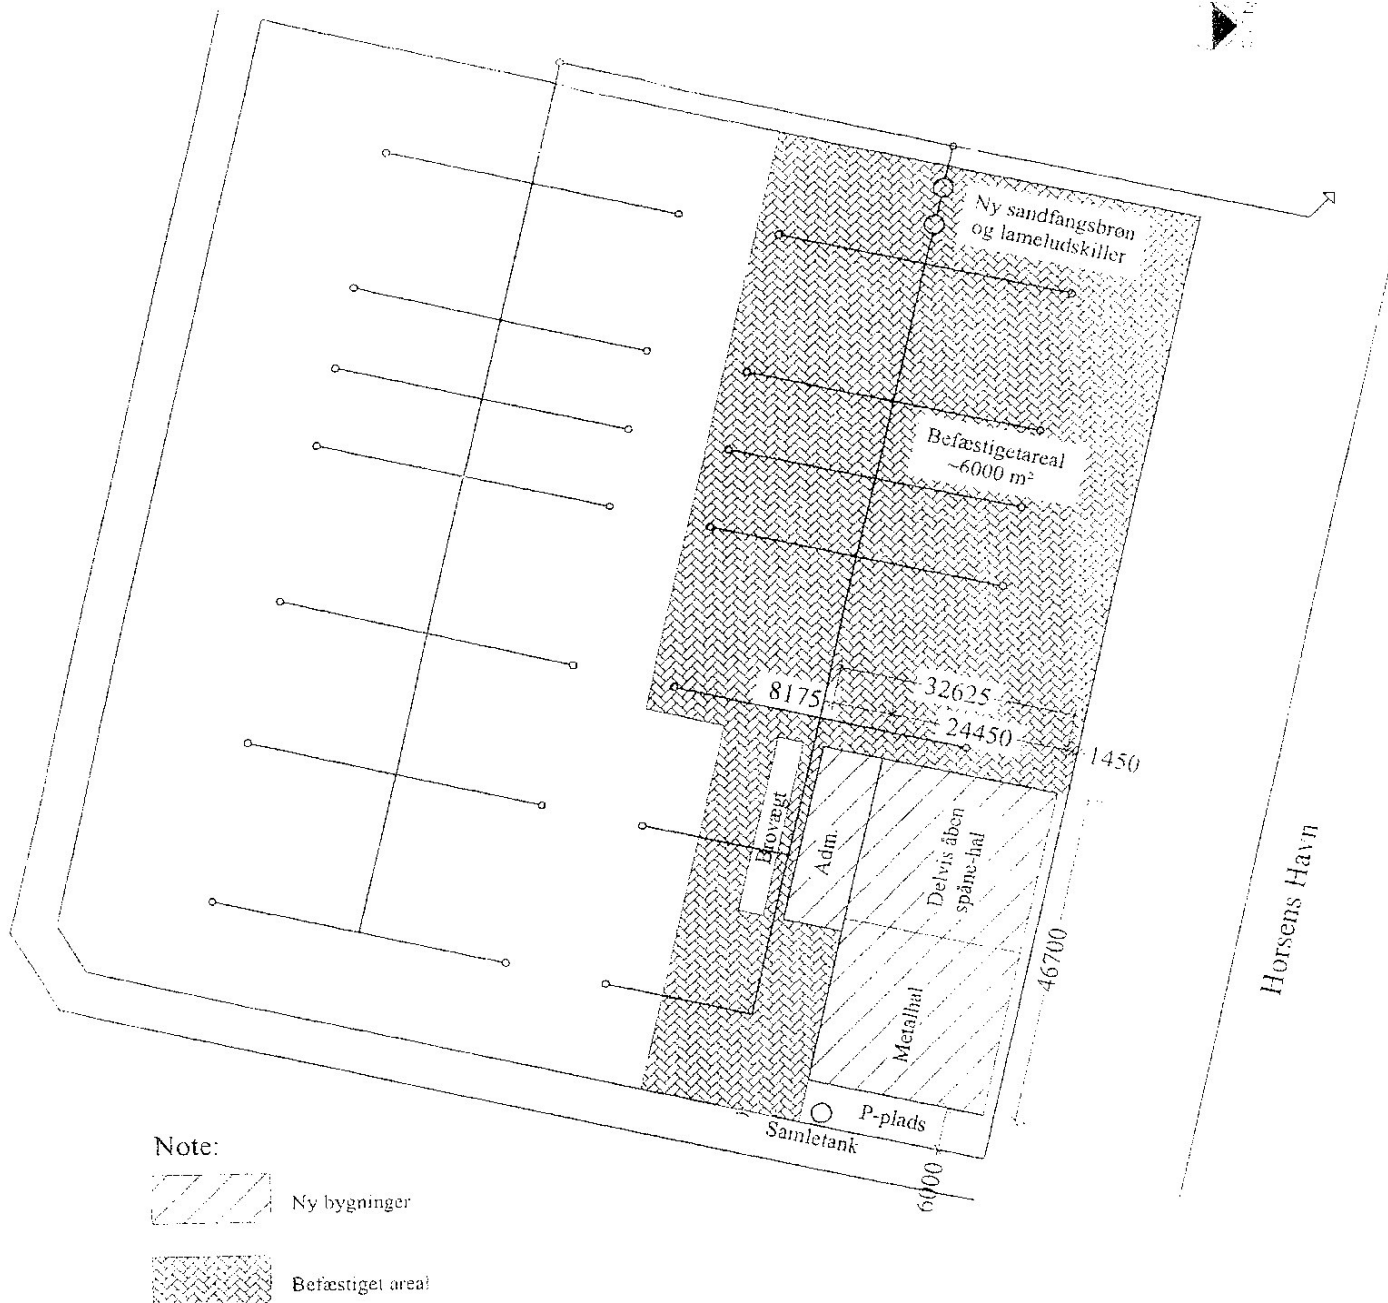 Ny sandfangsbrøn
og lameludskiller
Befæstigetareal
~6000 m²
32625
8175
24450
1450
Brovægt
Adm.
Delvis åben
spåne-hal
46700
Metalhal
Horsens Havn
P-plads
Samletank
6000
Note:
Ny bygninger
Befæstiget areal